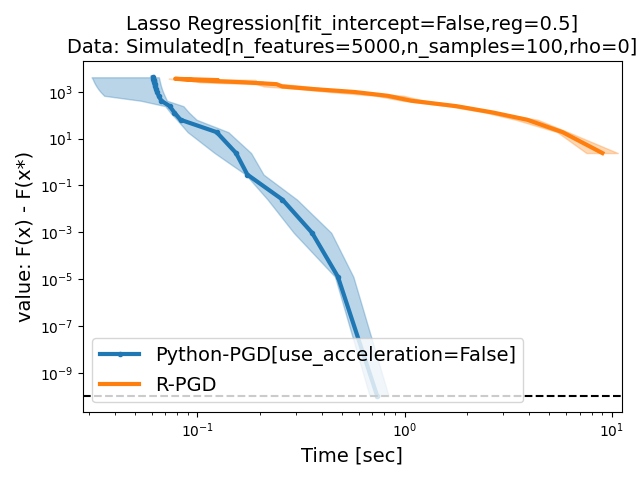 Lasso Regression[fit_intercept=False,reg=0.5]
Data: Simulated[n_features=5000,n_samples=100,rho=0]
value: F(x) - F(x*)
10³
10¹
10⁻¹
10⁻³
10⁻⁵
10⁻⁷
10⁻⁹
Python-PGD[use_acceleration=False]
R-PGD
10⁻¹ 10⁰ 10¹
Time [sec]